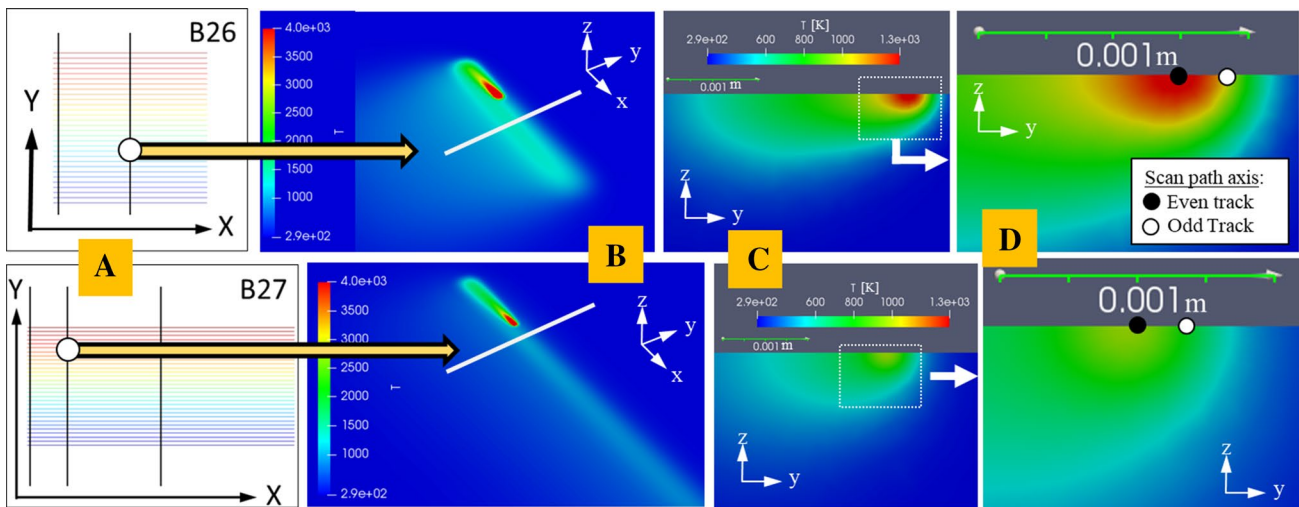 B26
Y
X
A
4.0e+03
3500
3000
2500
2000
1500
1000
2.9e+02
T
z
y
x
B
T [K]
2.9e+02 600 800 1000 1.3e+03
0.001 m
z
y
C
0.001m
z
y
Scan path axis:
Even track
Odd Track
D
Y
B27
X
4.0e+03
3500
3000
2500
2000
1500
1000
2.9e+02
T
z
y
x
T [K]
2.9e+02 600 800 1000 1.3e+03
0.001 m
z
y
0.001m
z
y